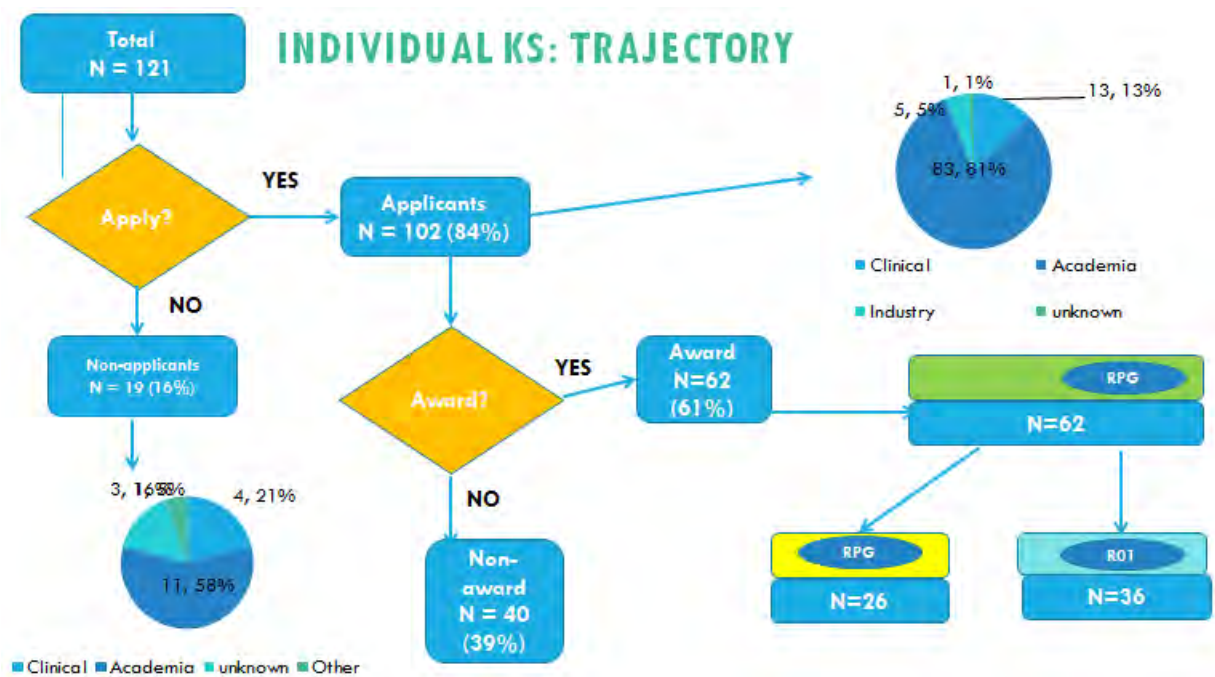 INDIVIDUAL KS: TRAJECTORY
Total
N = 121
Apply?
YES
Applicants
N = 102 (84%)
1, 1%
13, 13%
5, 5%
83, 81%
Clinical
Academia
Industry
unknown
NO
Non-applicants
N = 19 (16%)
3, 16%
4, 21%
11, 58%
Clinical
Academia
unknown
Other
Award?
YES
Award
N=62
(61%)
NO
Non-
award
N = 40
(39%)
RPG
N=62
RPG
N=26
R01
N=36